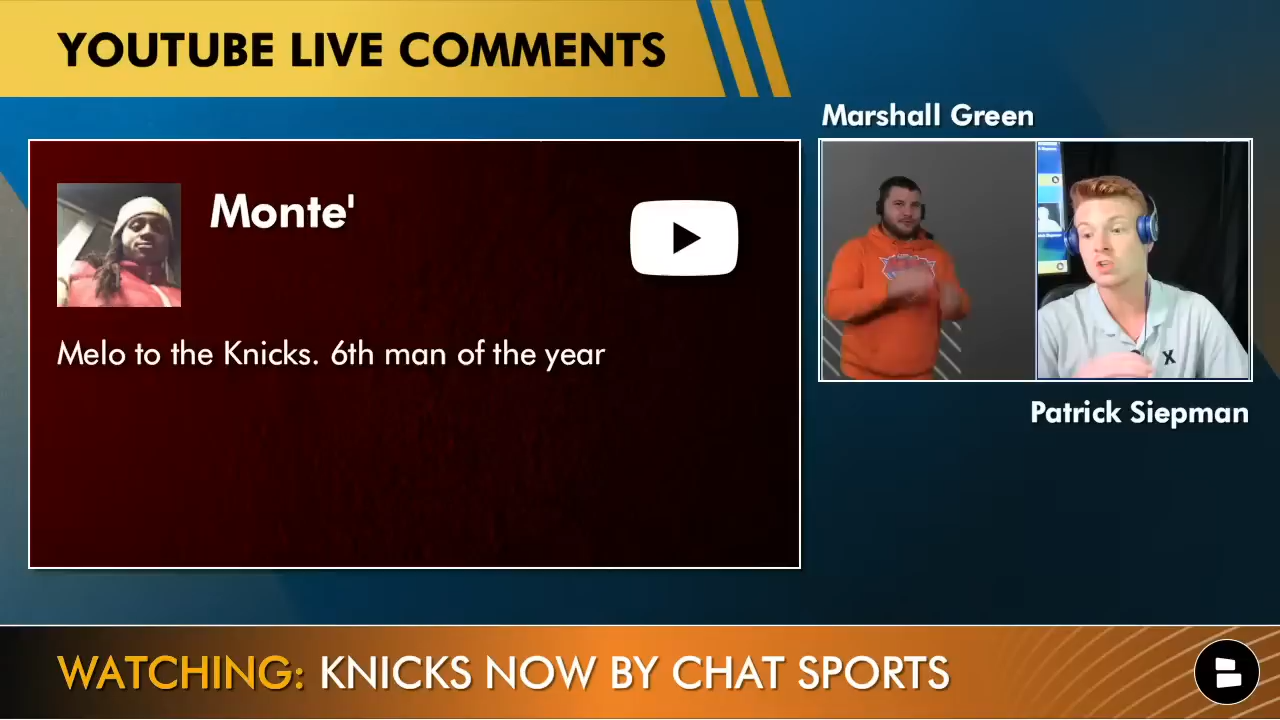 YOUTUBE LIVE COMMENTS
Marshall Green
Monte'
Melo to the Knicks. 6th man of the year
X
Patrick Siepman
WATCHING: KNICKS NOW BY CHAT SPORTS